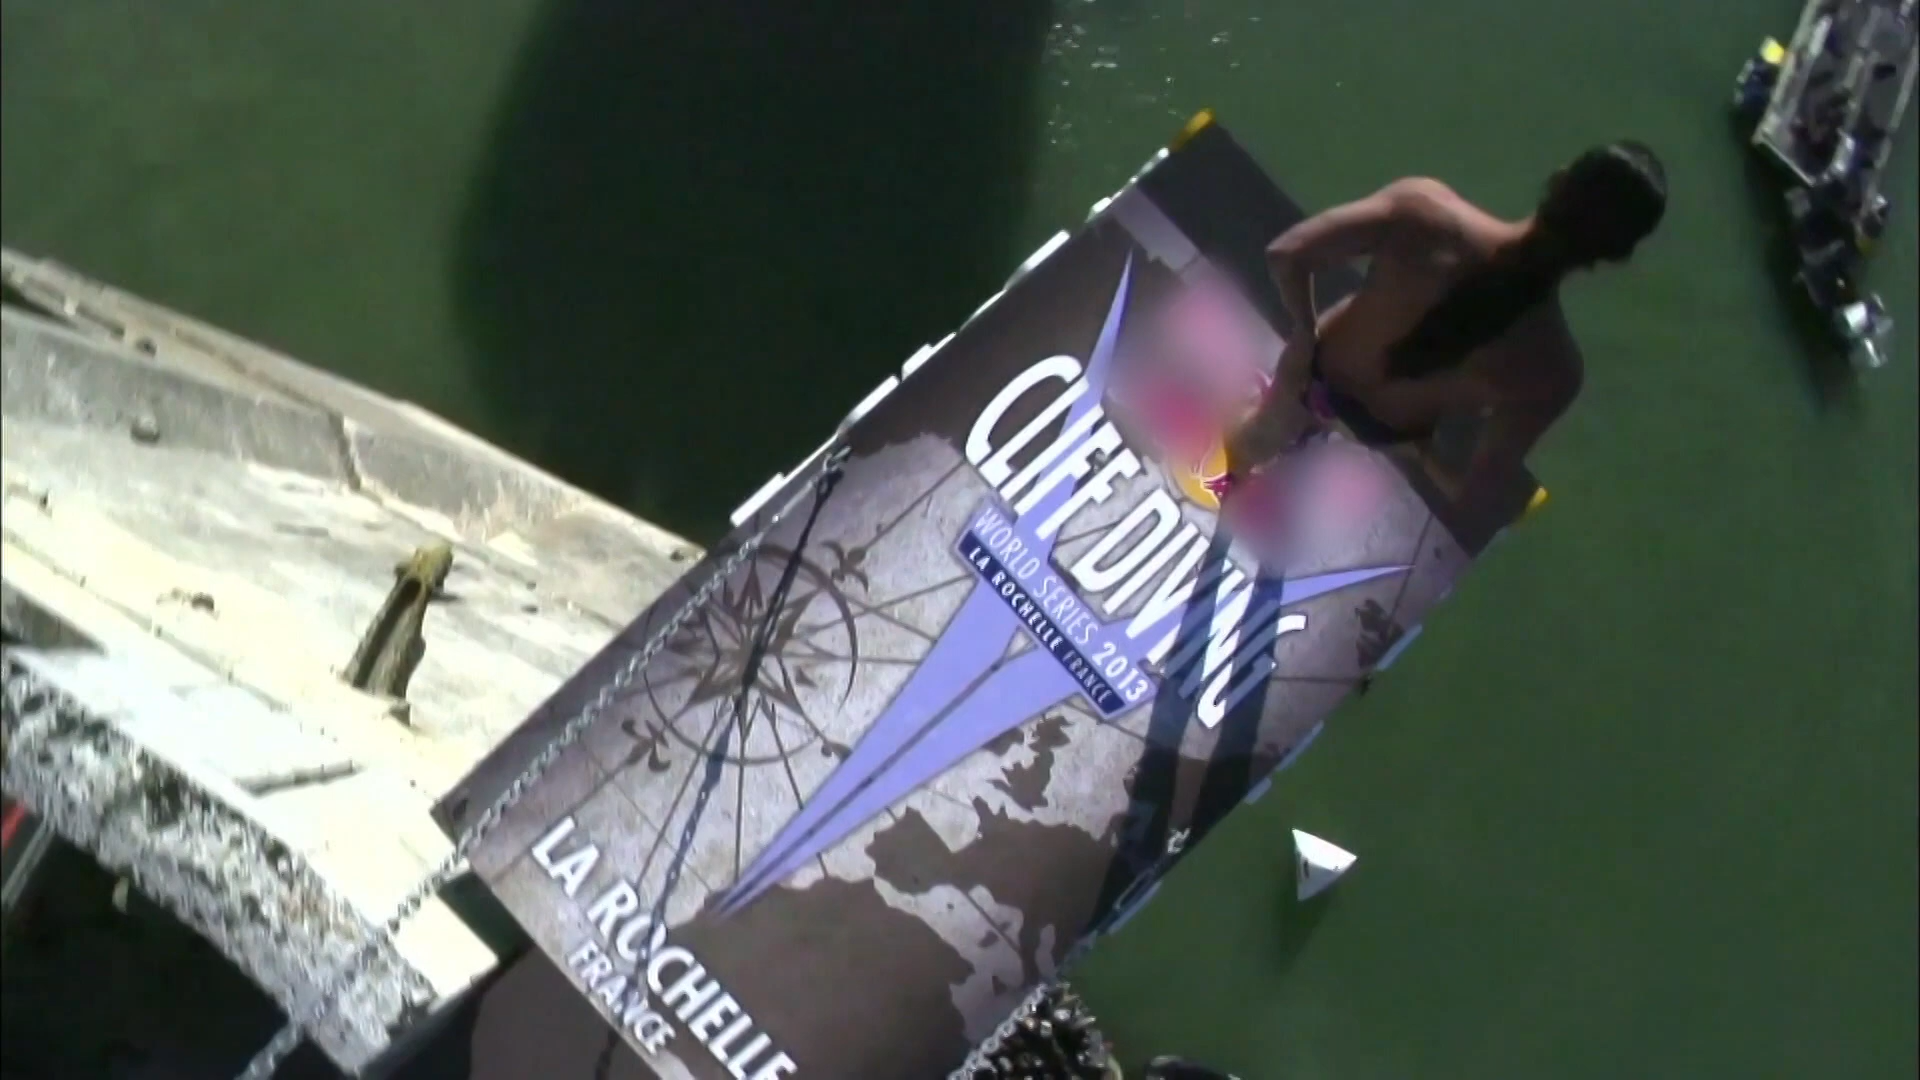 CLIFF DIVING
WORLD SERIES 2013
LA ROCHELLE FRANCE
LA ROCHELLE
FRANCE